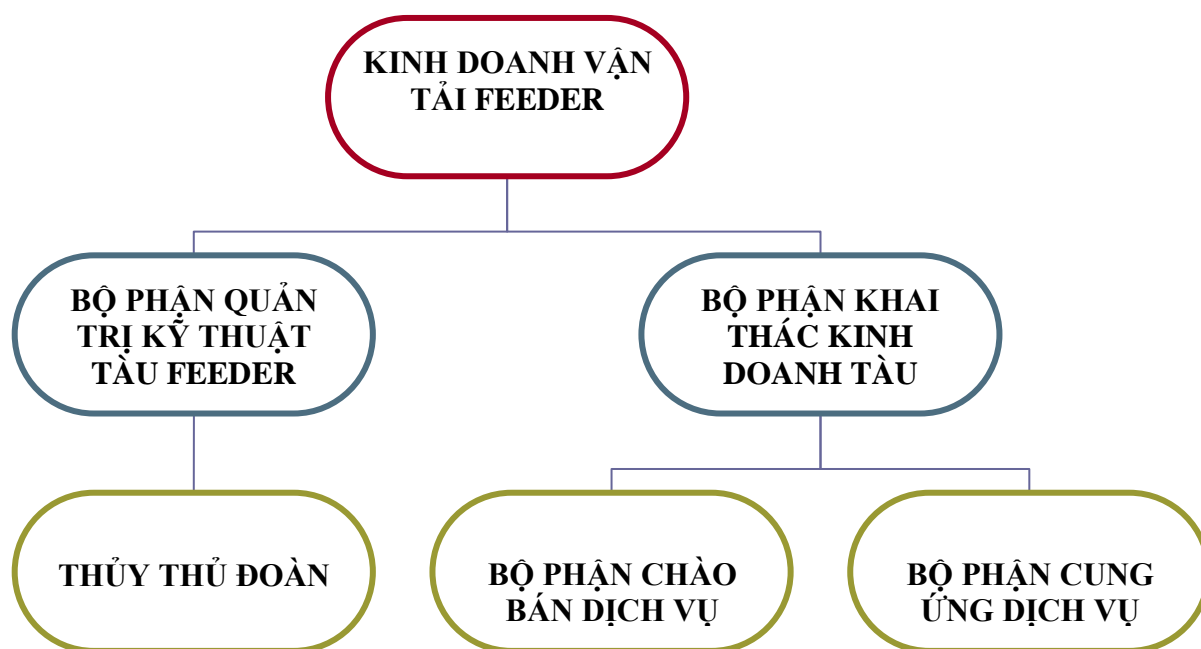 KINH DOANH VẬN
TẢI FEEDER
BỘ PHẬN QUẢN
TRỊ KỸ THUẬT
TÀU FEEDER
BỘ PHẬN KHAI
THÁC KINH
DOANH TÀU
THỦY THỦ ĐOÀN
BỘ PHẬN CHÀO
BÁN DỊCH VỤ
BỘ PHẬN CUNG
ỨNG DỊCH VỤ